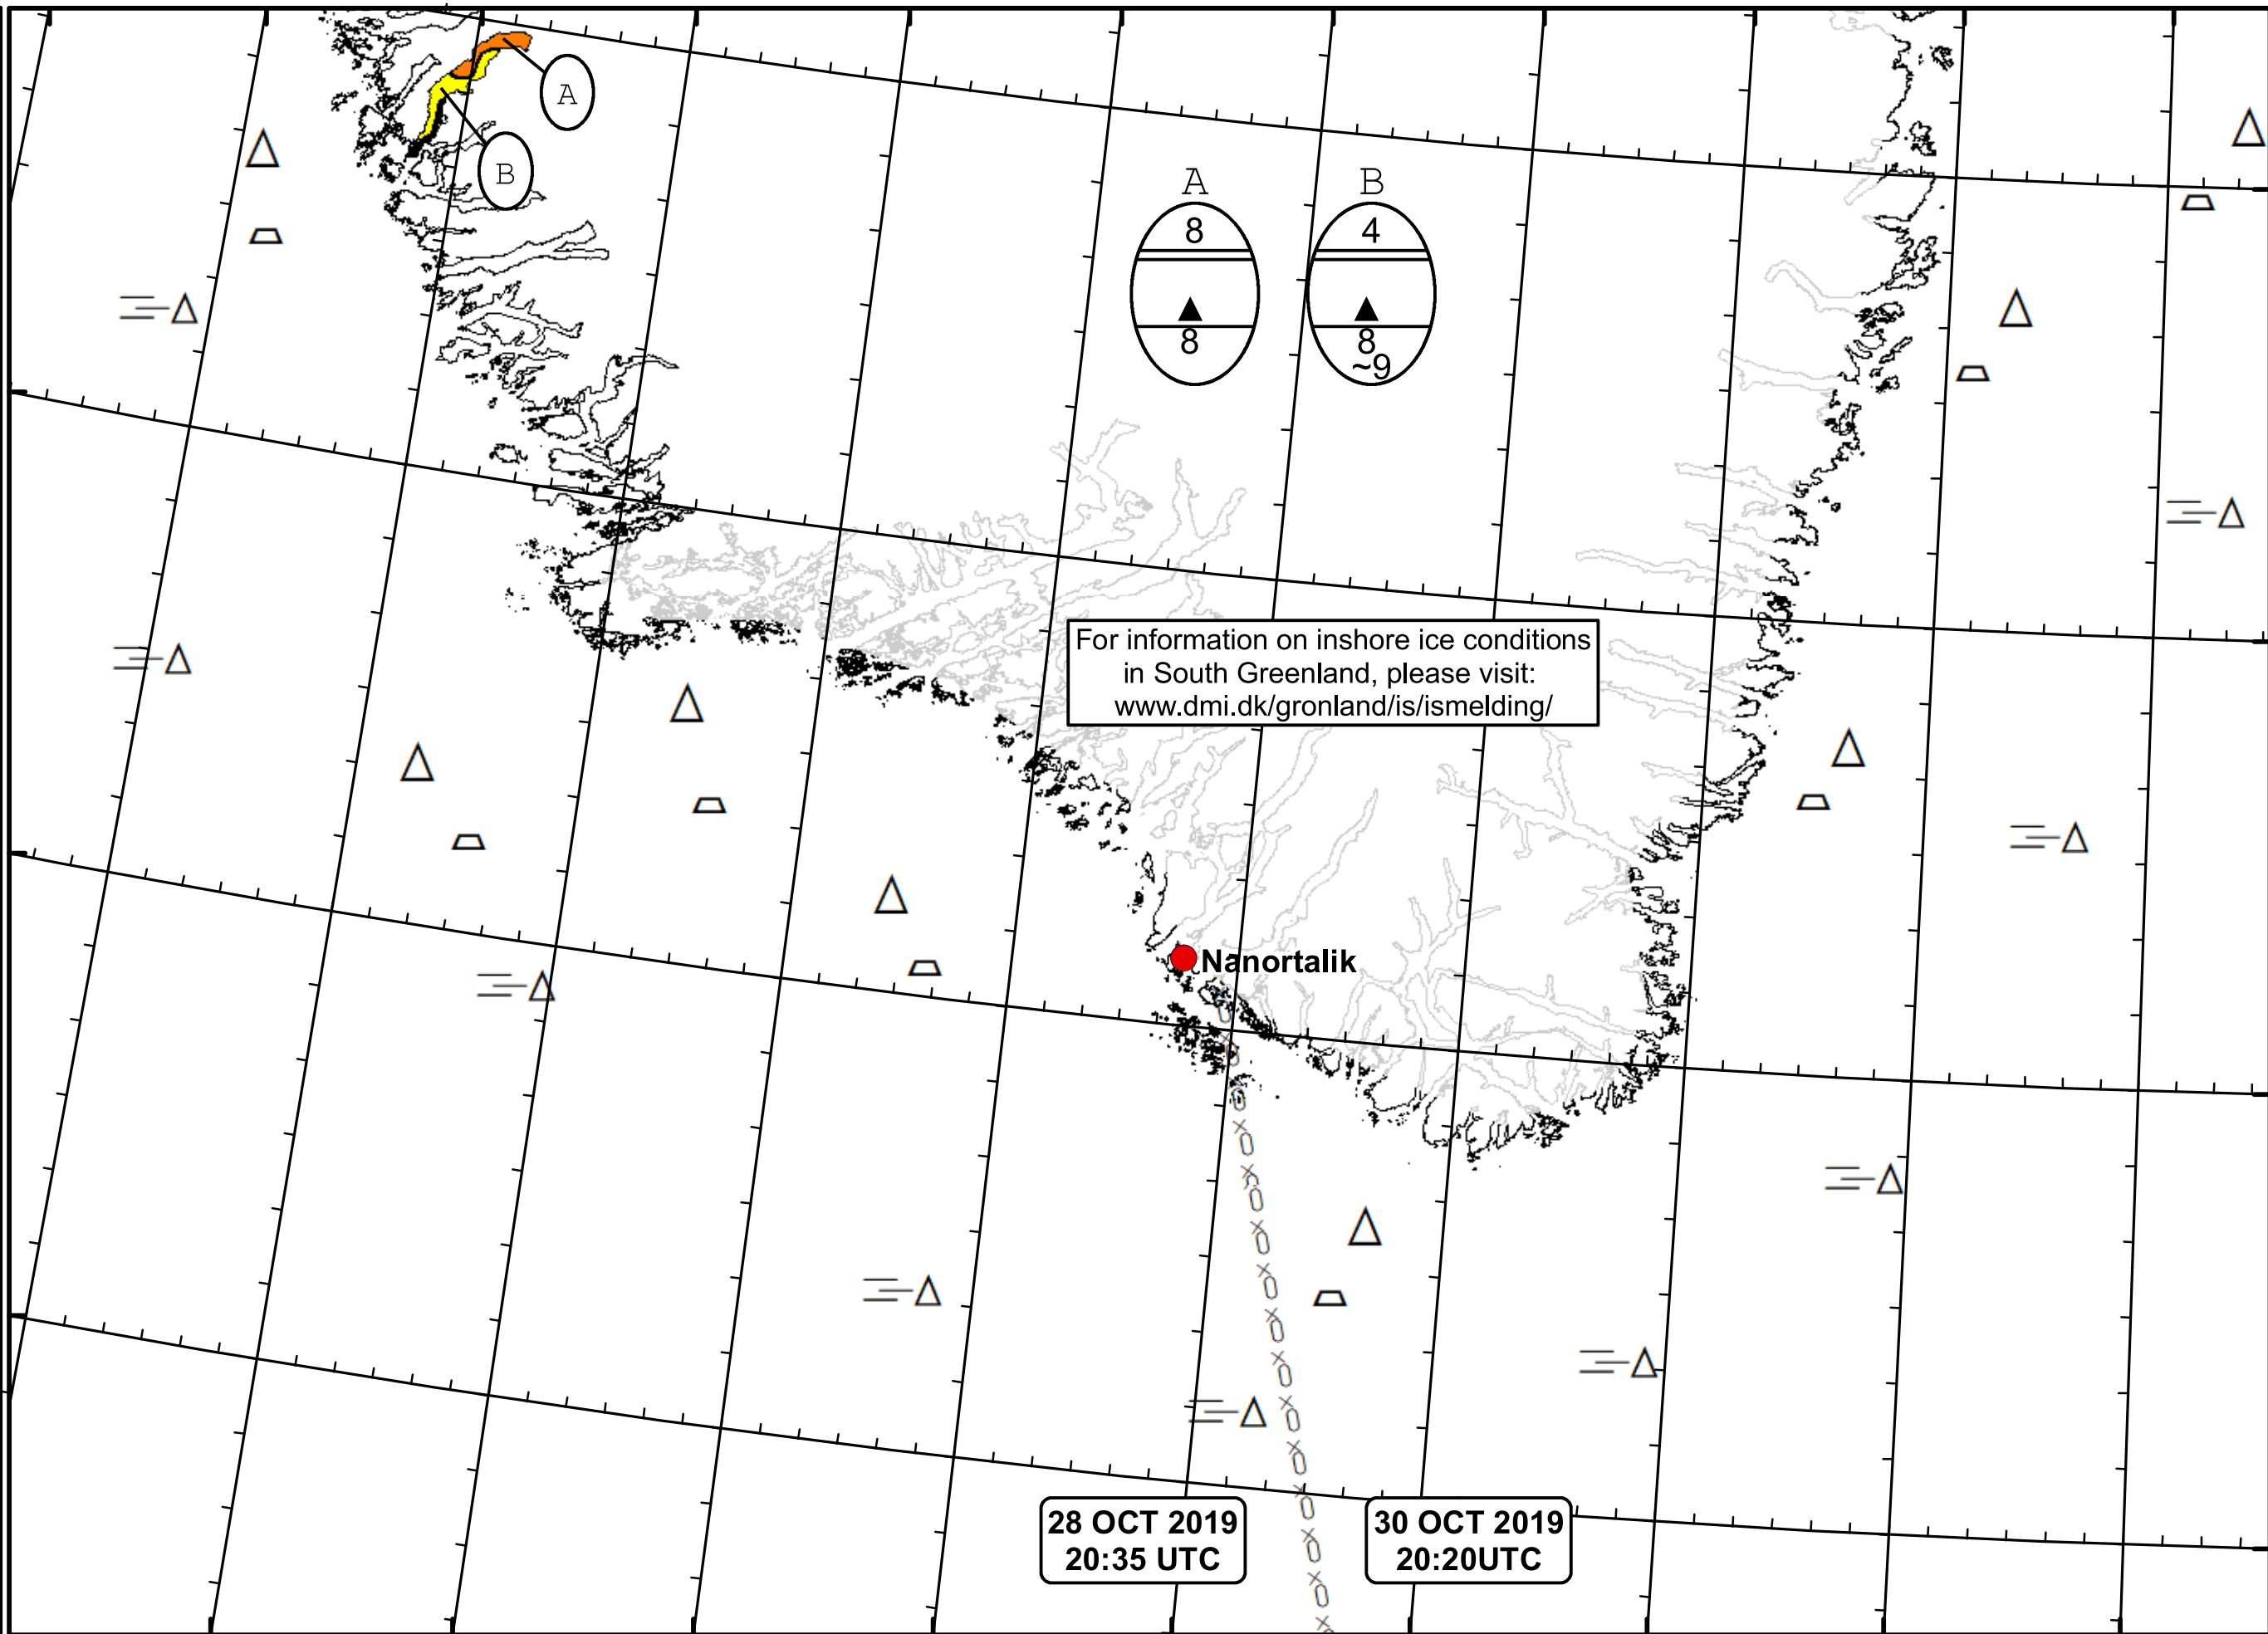 A
B
A
B
8
4
8
8
~9
For information on inshore ice conditions
in South Greenland, please visit:
www.dmi.dk/gronland/is/ismelding/
Nanortalik
28 OCT 2019
20:35 UTC
30 OCT 2019
20:20UTC